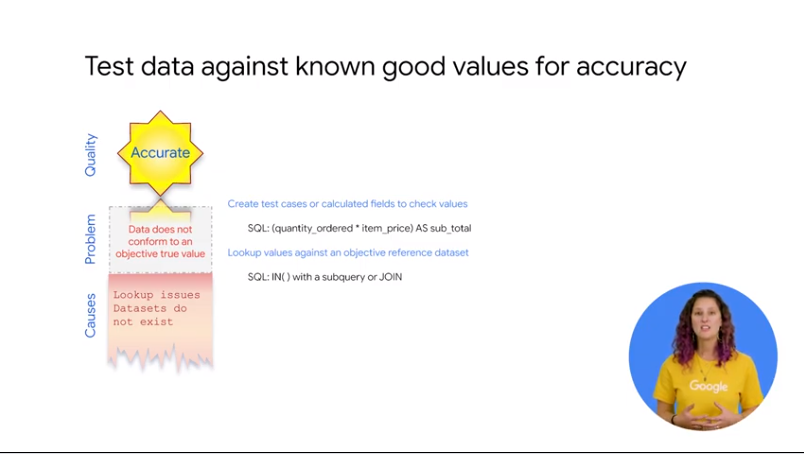 Test data against known good values for accuracy
Quality
Accurate
Problem
Data does not
conform to an
objective true value
Create test cases or calculated fields to check values
SQL: (quantity_ordered * item_price) AS sub_total
Lookup values against an objective reference dataset
SQL: IN( ) with a subquery or JOIN
Causes
Lookup issues
Datasets do
not exist
Google